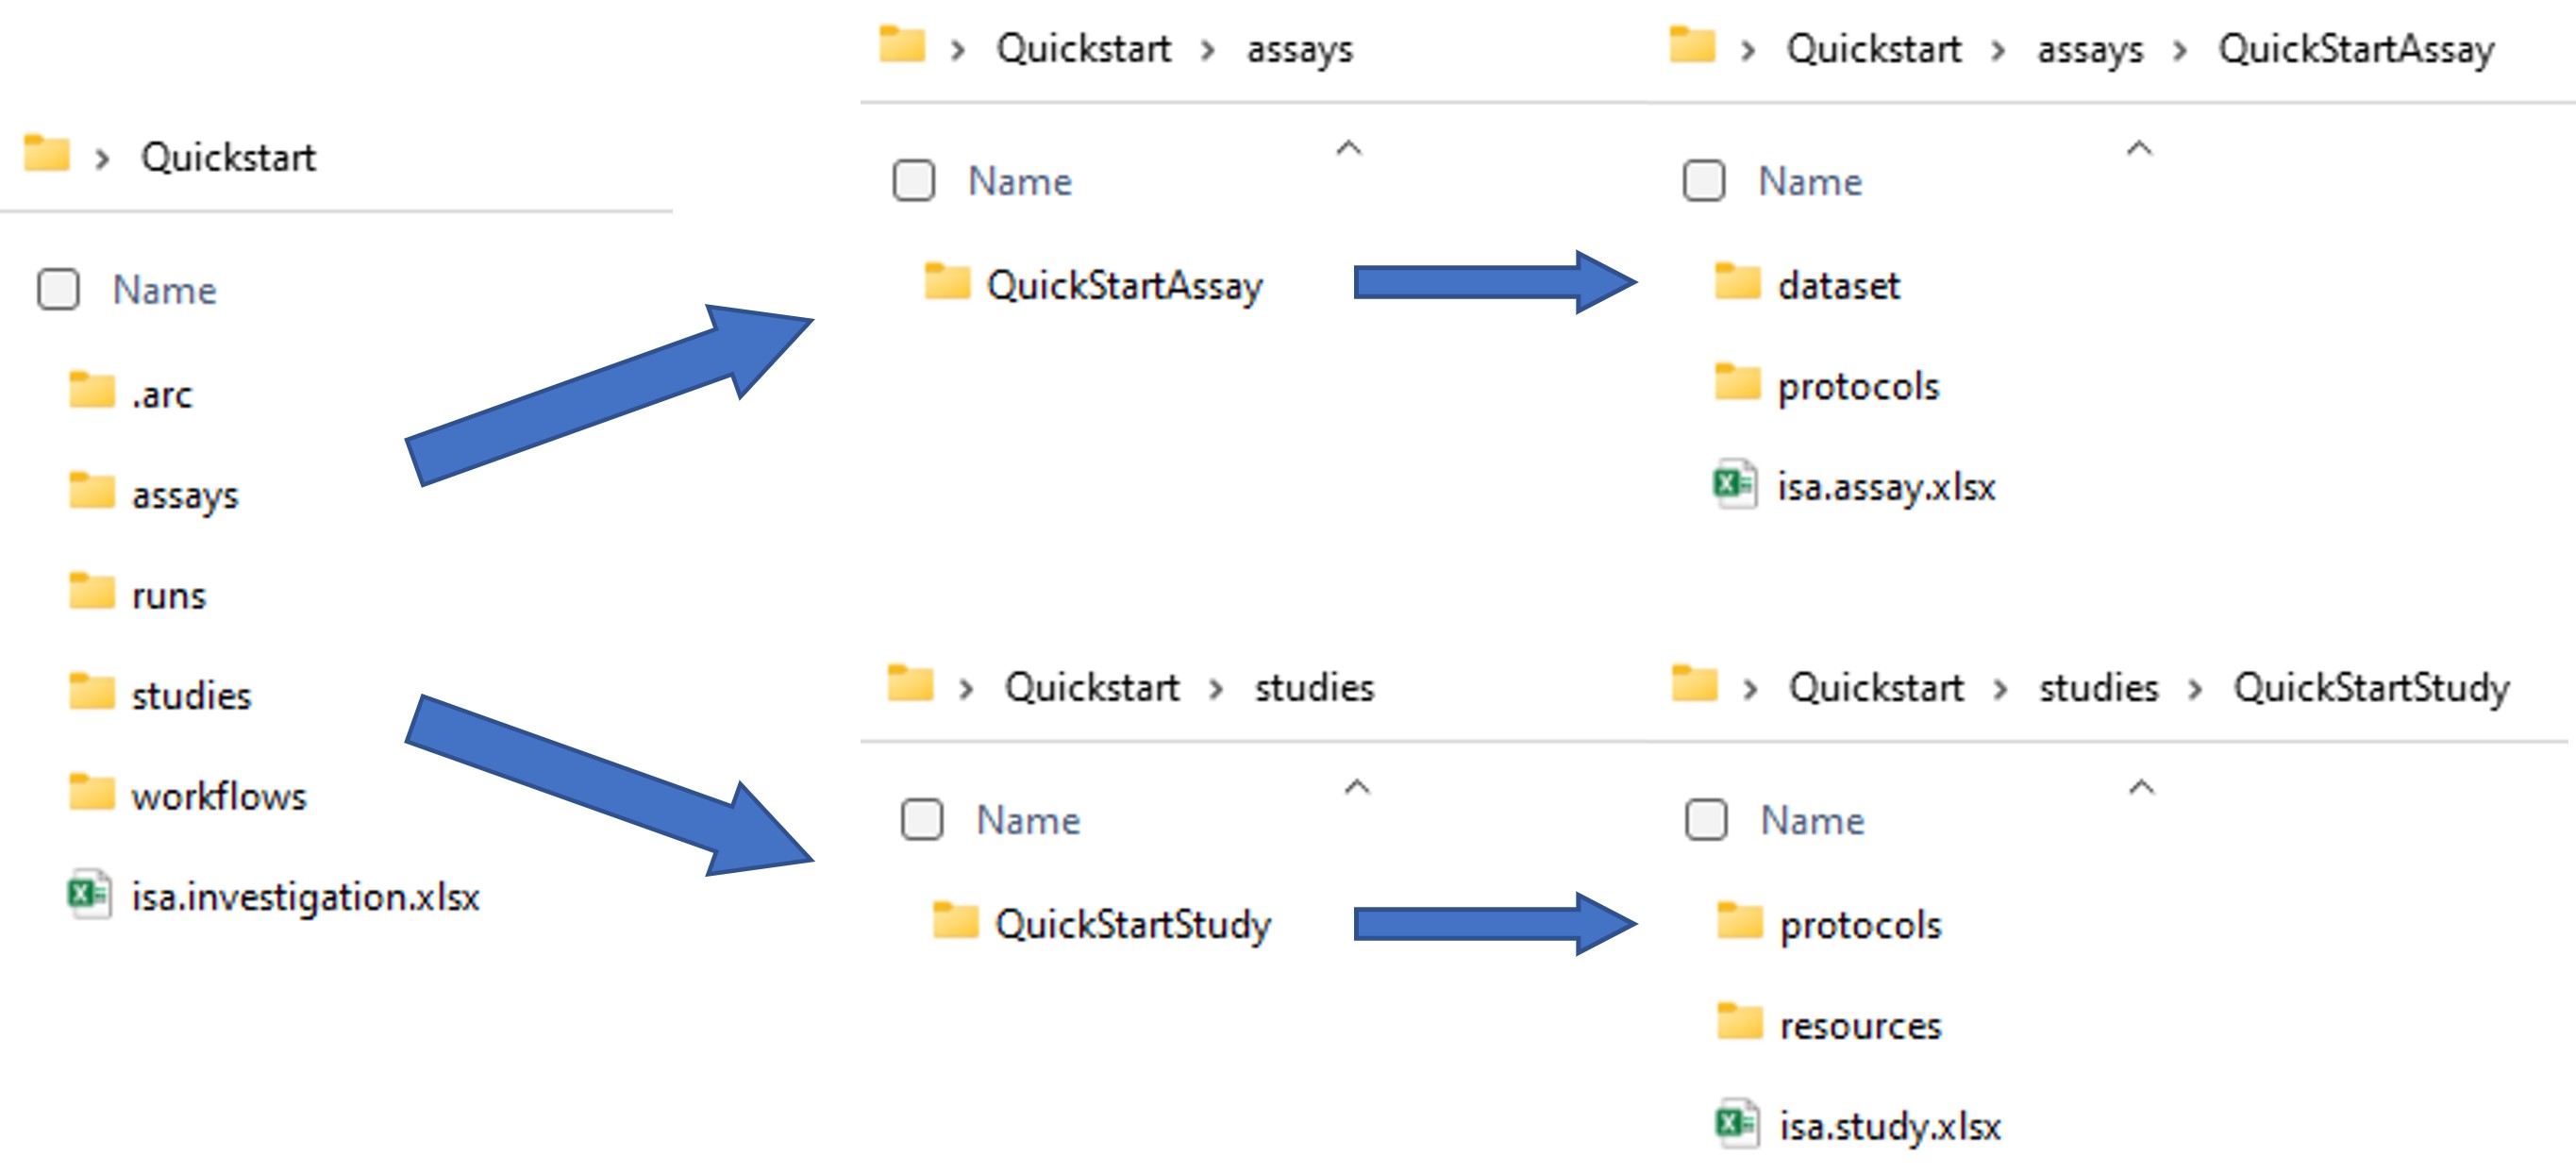 Quickstart
Name
.arc
assays
runs
studies
workflows
isa.investigation.xlsx
Quickstart > assays
Name
QuickStartAssay
Quickstart > assays > QuickStartAssay
Name
dataset
protocols
isa.assay.xlsx
Quickstart > studies
Name
QuickStartStudy
Quickstart > studies > QuickStartStudy
Name
protocols
resources
isa.study.xlsx